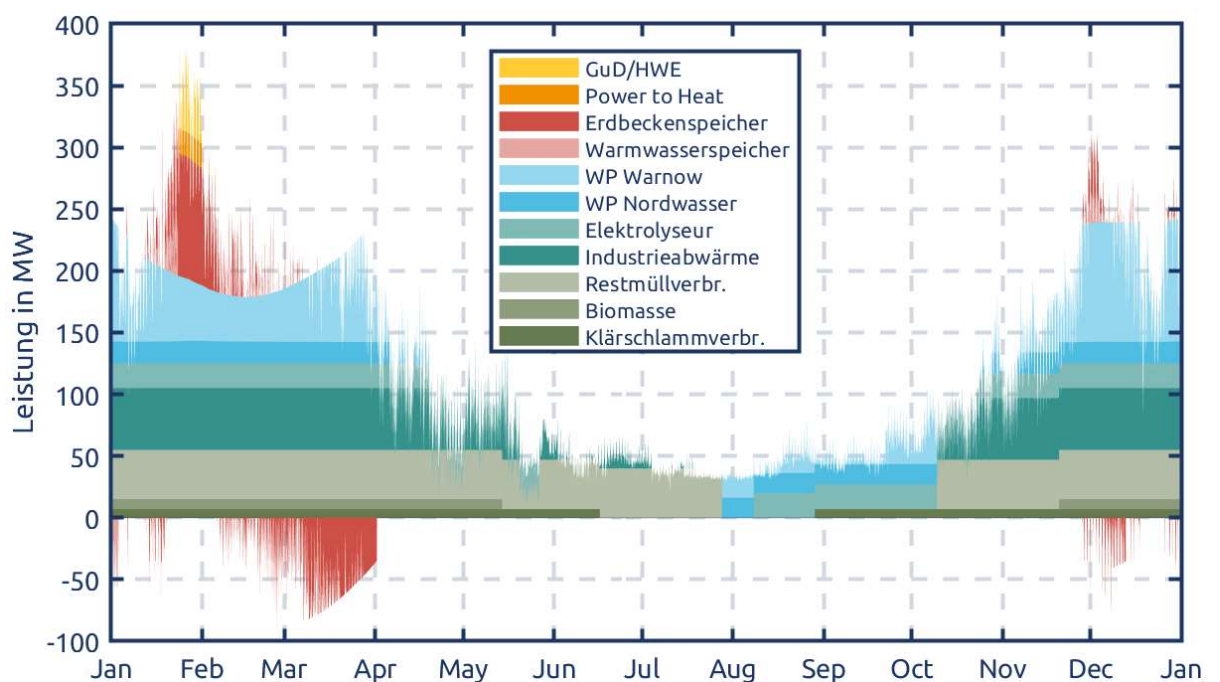 400
350
300
250
200
150
100
50
0
-50
-100
Leistung in MW
GuD/HWE
Power to Heat
Erdbeckenspeicher
Warmwasserspeicher
WP Warnow
WP Nordwasser
Elektrolyseur
Industrieabwärme
Restmüllverbr.
Biomasse
Klärschlammverbr.
Jan Feb Mar Apr May Jun Jul Aug Sep Oct Nov Dec Jan